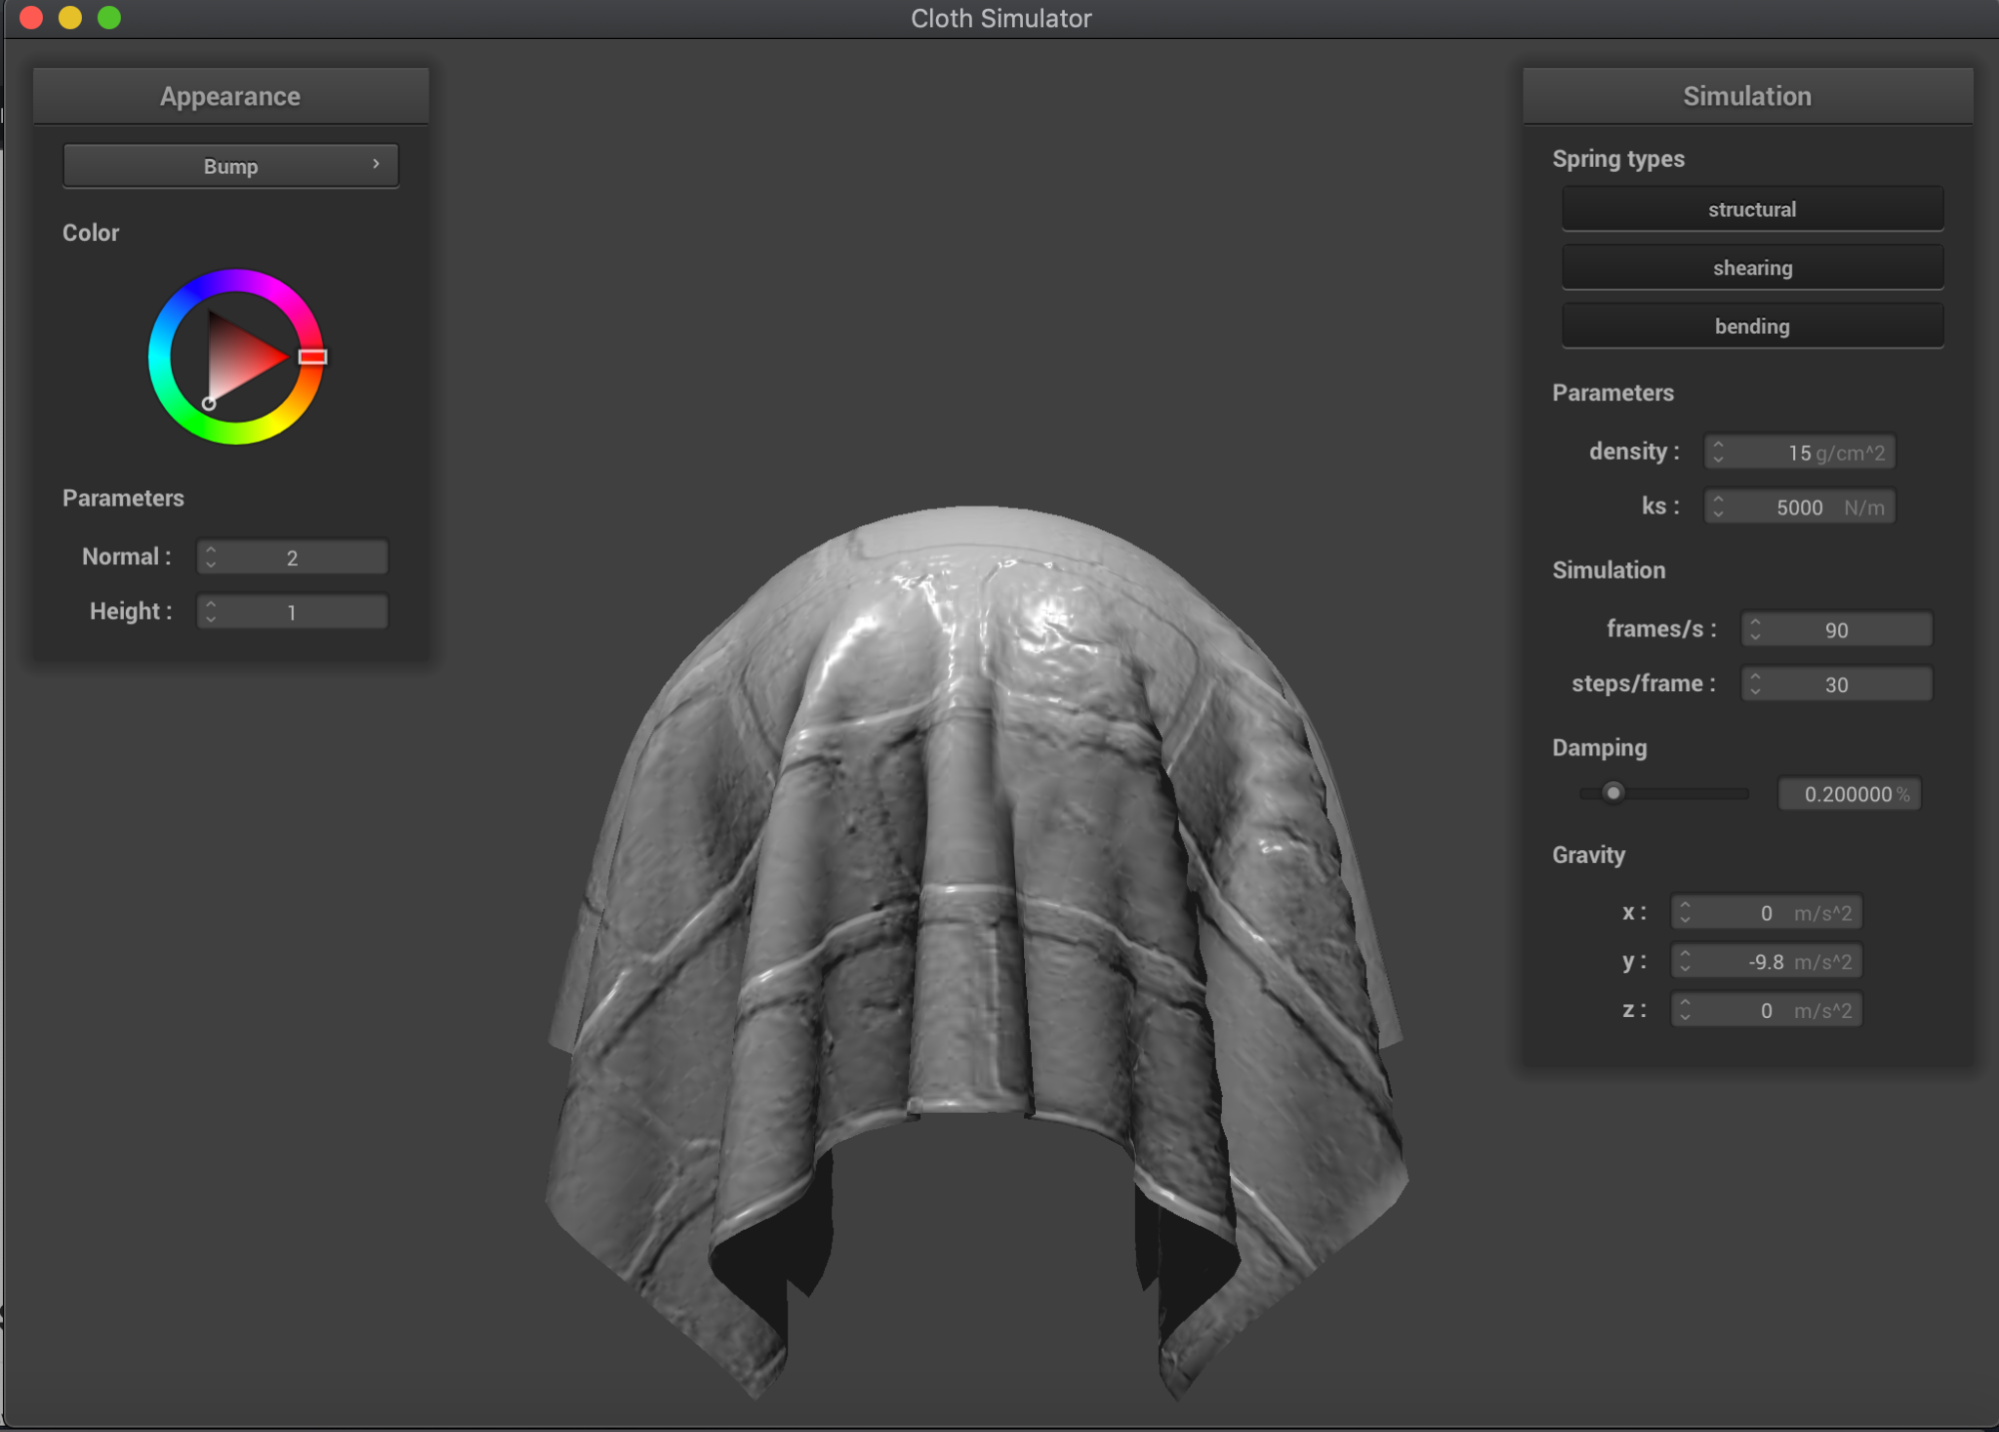 Cloth Simulator
Appearance
Bump
Color
Parameters
Normal : 2
Height : 1
Simulation
Spring types
structural
shearing
bending
Parameters
density : 15 g/cm^2
ks : 5000 N/m
Simulation
frames/s : 90
steps/frame : 30
Damping
0.200000 %
Gravity
x : 0 m/s^2
y : -9.8 m/s^2
z : 0 m/s^2